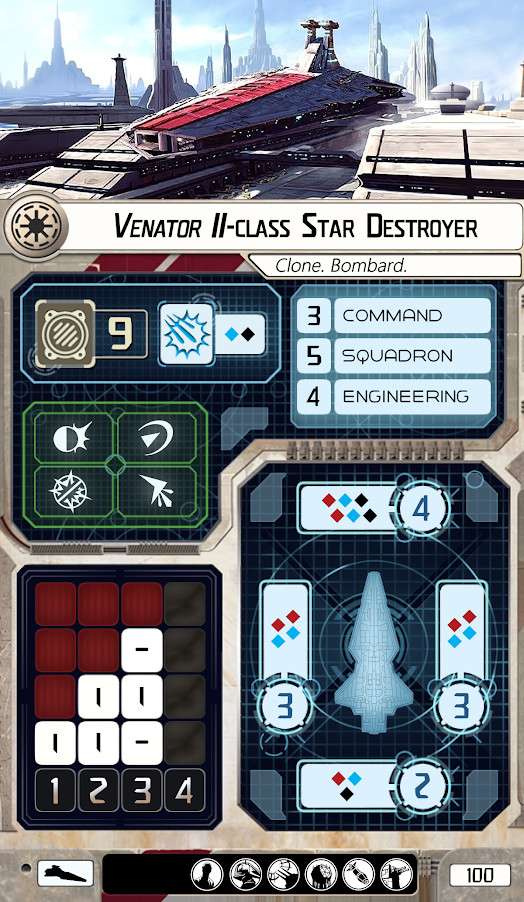 VENATOR II-CLASS STAR DESTROYER
Clone. Bombard.
9
3 COMMAND
5 SQUADRON
4 ENGINEERING
4
-
I I
3 3
I I -
2
1 2 3 4
100